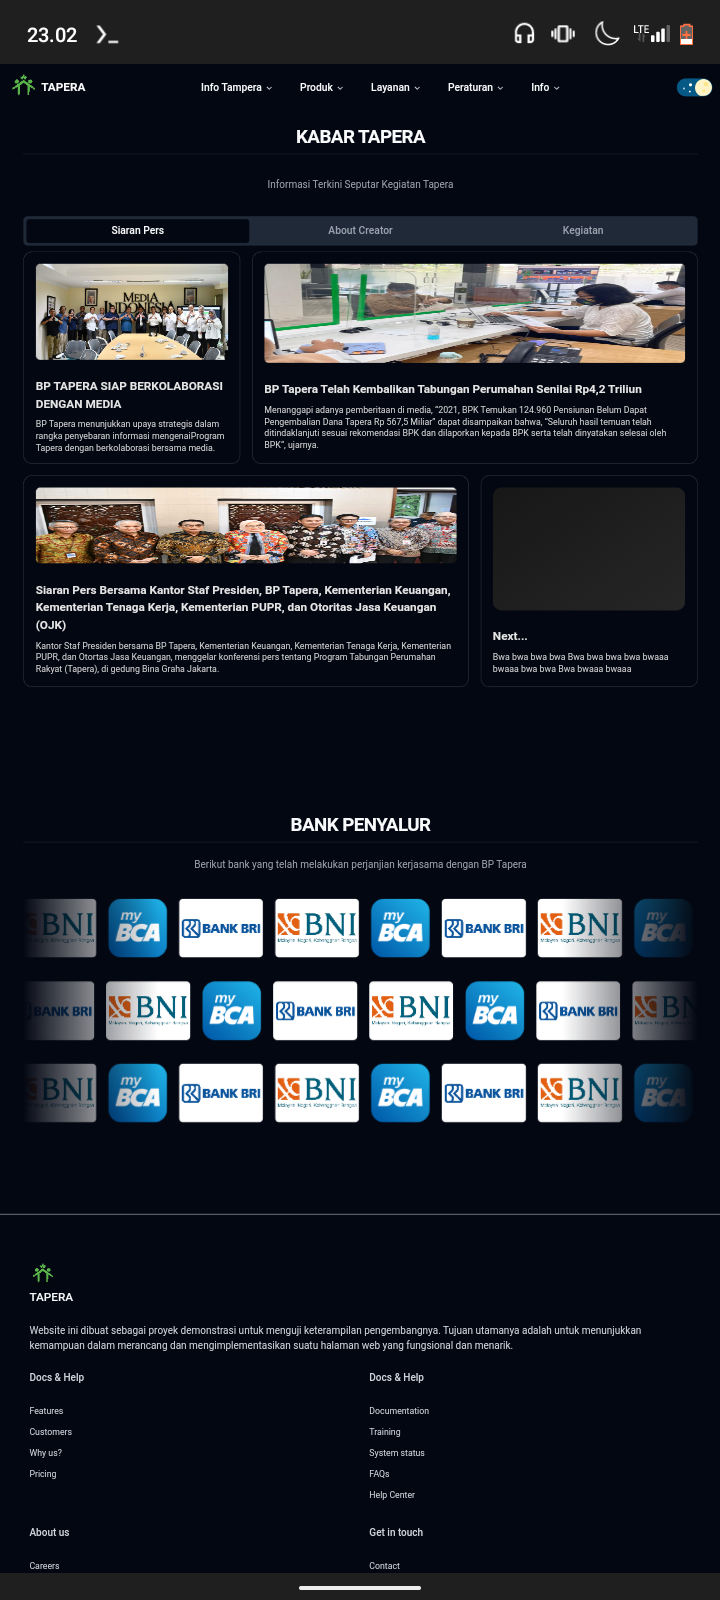 23.02
LTE
TAPERA
Info Tampera
Produk
Layanan
Peraturan
Info
KABAR TAPERA
Informasi Terkini Seputar Kegiatan Tapera
Siaran Pers
About Creator
Kegiatan
MEDIA
INDONESIA
BP TAPERA SIAP BERKOLABORASI
DENGAN MEDIA
BP Tapera menunjukkan upaya strategis dalam
rangka penyebaran informasi mengenaiProgram
Tapera dengan berkolaborasi bersama media.
BP Tapera Telah Kembalikan Tabungan Perumahan Senilai Rp4,2 Triliun
Menanggapi adanya pemberitaan di media, "2021, BPK Temukan 124.960 Pensiunan Belum Dapat
Pengembalian Dana Tapera Rp 567,5 Miliar" dapat disampaikan bahwa, "Seluruh hasil temuan telah
ditindaklanjuti sesuai rekomendasi BPK dan dilaporkan kepada BPK serta telah dinyatakan selesai oleh
BPK", ujarnya.
Siaran Pers Bersama Kantor Staf Presiden, BP Tapera, Kementerian Keuangan,
Kementerian Tenaga Kerja, Kementerian PUPR, dan Otoritas Jasa Keuangan
(OJK)
Kantor Staf Presiden bersama BP Tapera, Kementerian Keuangan, Kementerian Tenaga Kerja, Kementerian
PUPR, dan Otortas Jasa Keuangan, menggelar konferensi pers tentang Program Tabungan Perumahan
Rakyat (Tapera), di gedung Bina Graha Jakarta.
Next...
Bwa bwa bwa bwa Bwa bwa bwa bwa bwaaa
bwaaa bwa bwa Bwa bwaaa bwaaa
BANK PENYALUR
Berikut bank yang telah melakukan perjanjian kerjasama dengan BP Tapera
BNI
my BCA
BANK BRI
BNI
my BCA
BANK BRI
BNI
my BCA
BANK BRI
BNI
my BCA
BANK BRI
BNI
my BCA
BANK BRI
BN
BNI
my BCA
BANK BRI
BNI
my BCA
BANK BRI
BNI
my BCA
TAPERA
Website ini dibuat sebagai proyek demonstrasi untuk menguji keterampilan pengembangnya. Tujuan utamanya adalah untuk menunjukkan
kemampuan dalam merancang dan mengimplementasikan suatu halaman web yang fungsional dan menarik.
Docs & Help
Features
Customers
Why us?
Pricing
Docs & Help
Documentation
Training
System status
FAQs
Help Center
About us
Careers
Get in touch
Contact